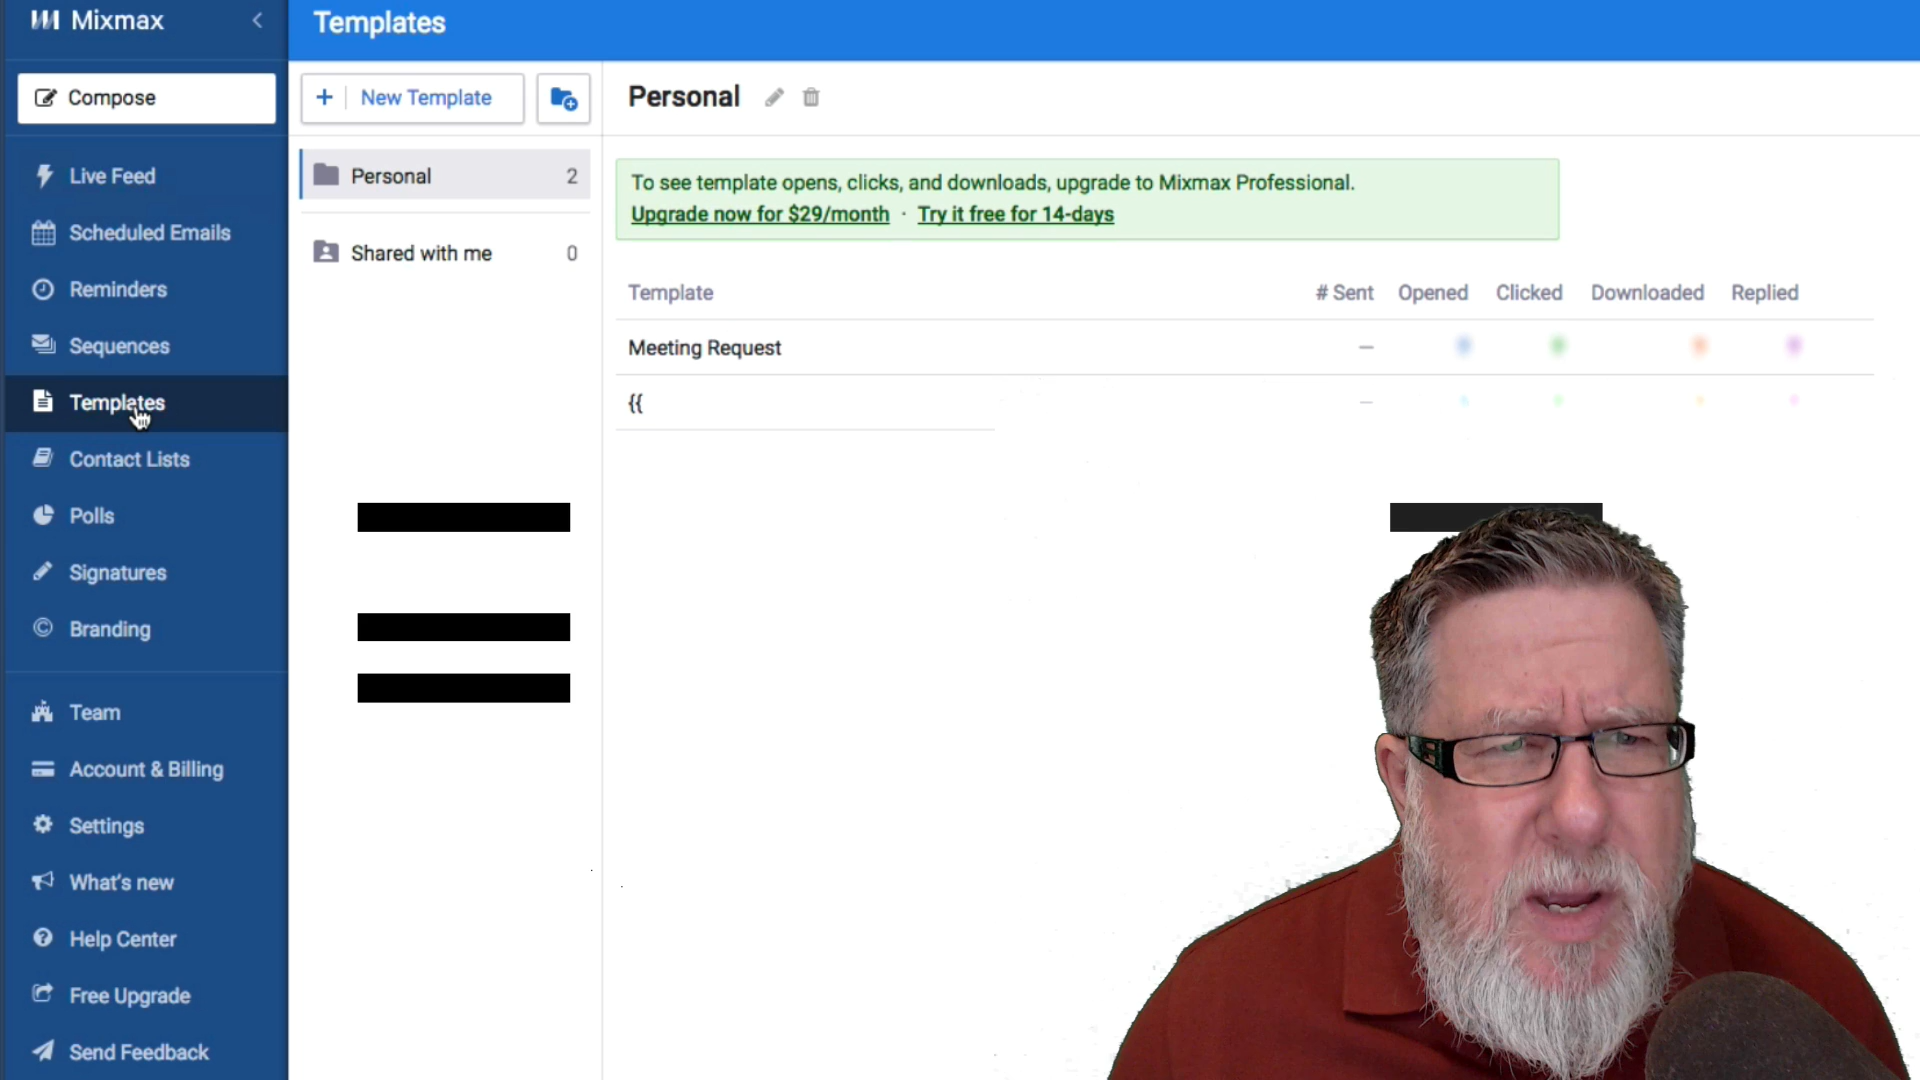 Mixmax
Templates
Compose
New Template
Personal
Live Feed
Personal 2
To see template opens, clicks, and downloads, upgrade to Mixmax Professional.
Upgrade now for $29/month · Try it free for 14-days
Scheduled Emails
Shared with me 0
Reminders
Template # Sent Opened Clicked Downloaded Replied
Sequences
Meeting Request —
Templates
{{ —
Contact Lists
Polls
Signatures
Branding
Team
Account & Billing
Settings
What's new
Help Center
Free Upgrade
Send Feedback